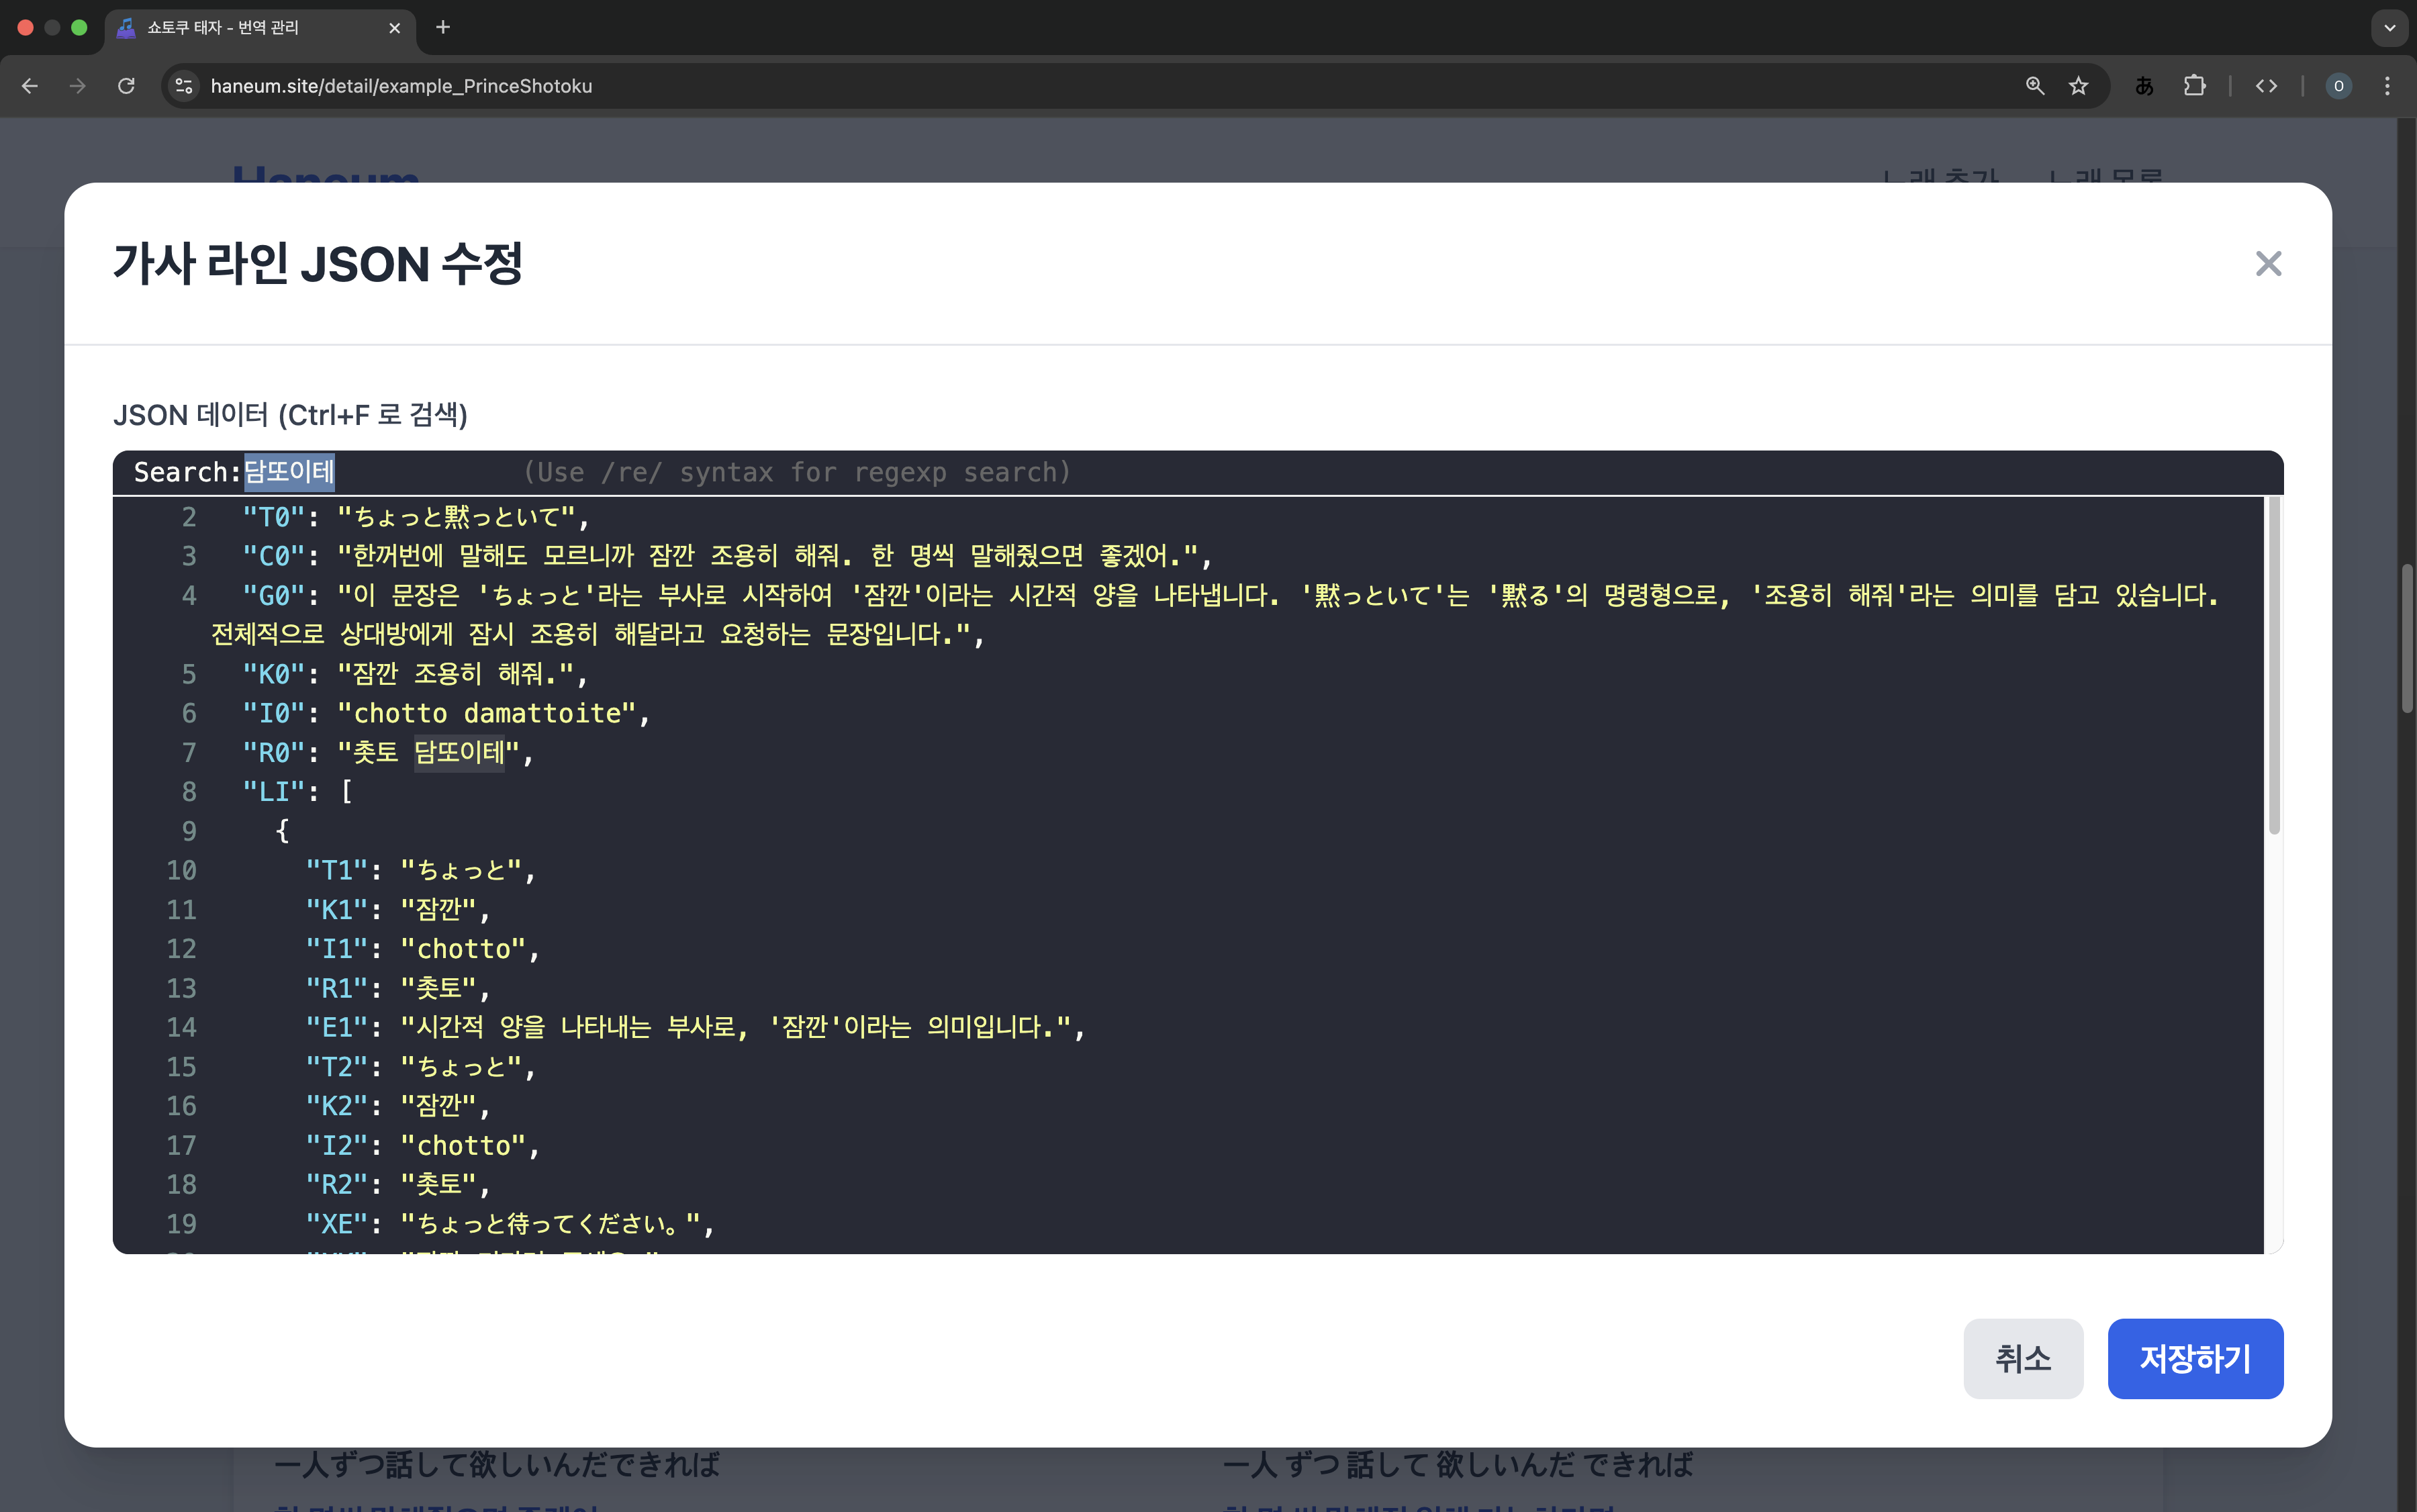 쇼토쿠 태자 - 번역 관리
haneum.site/detail/example_PrinceShotoku
あ
O
Haneum
노래 추가 노래 목록
가사 라인 JSON 수정
JSON 데이터 (Ctrl+F 로 검색)
Search:담또이테 (Use /re/ syntax for regexp search)
2 "T0": "ちょっと黙っといて",
3 "C0": "한꺼번에 말해도 모르니까 잠깐 조용히 해줘. 한 명씩 말해줬으면 좋겠어.",
4 "G0": "이 문장은 'ちょっと'라는 부사로 시작하여 '잠깐'이라는 시간적 양을 나타냅니다. '黙っといて'는 '黙る'의 명령형으로, '조용히 해줘'라는 의미를 담고 있습니다.
전체적으로 상대방에게 잠시 조용히 해달라고 요청하는 문장입니다.",
5 "K0": "잠깐 조용히 해줘.",
6 "I0": "chotto damattoite",
7 "R0": "촛토 담또이테",
8 "LI": [
9 {
10 "T1": "ちょっと",
11 "K1": "잠깐",
12 "I1": "chotto",
13 "R1": "촛토",
14 "E1": "시간적 양을 나타내는 부사로, '잠깐'이라는 의미입니다.",
15 "T2": "ちょっと",
16 "K2": "잠깐",
17 "I2": "chotto",
18 "R2": "촛토",
19 "XE": "ちょっと待ってください。",
취소 저장하기
一人ずつ話して欲しいんだできれば 一人 ずつ 話して 欲しいんだ できれば